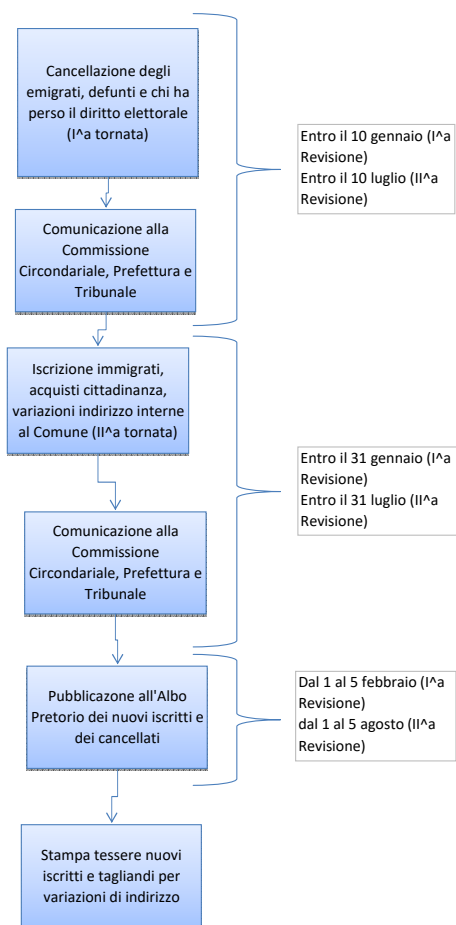 Cancellazione degli
emigrati, defunti e chi ha
perso il diritto elettorale
(I^a tornata)
Entro il 10 gennaio (I^a
Revisione)
Entro il 10 luglio (II^a
Revisione)
Comunicazione alla
Commissione
Circondariale, Prefettura e
Tribunale
Iscrizione immigrati,
acquisti cittadinanza,
variazioni indirizzo interne
al Comune (II^a tornata)
Entro il 31 gennaio (I^a
Revisione)
Entro il 31 luglio (II^a
Revisione)
Comunicazione alla
Commissione
Circondariale, Prefettura e
Tribunale
Pubblicazone all'Albo
Pretorio dei nuovi iscritti e
dei cancellati
Dal 1 al 5 febbraio (I^a
Revisione)
dal 1 al 5 agosto (II^a
Revisione)
Stampa tessere nuovi
iscritti e tagliandi per
variazioni di indirizzo